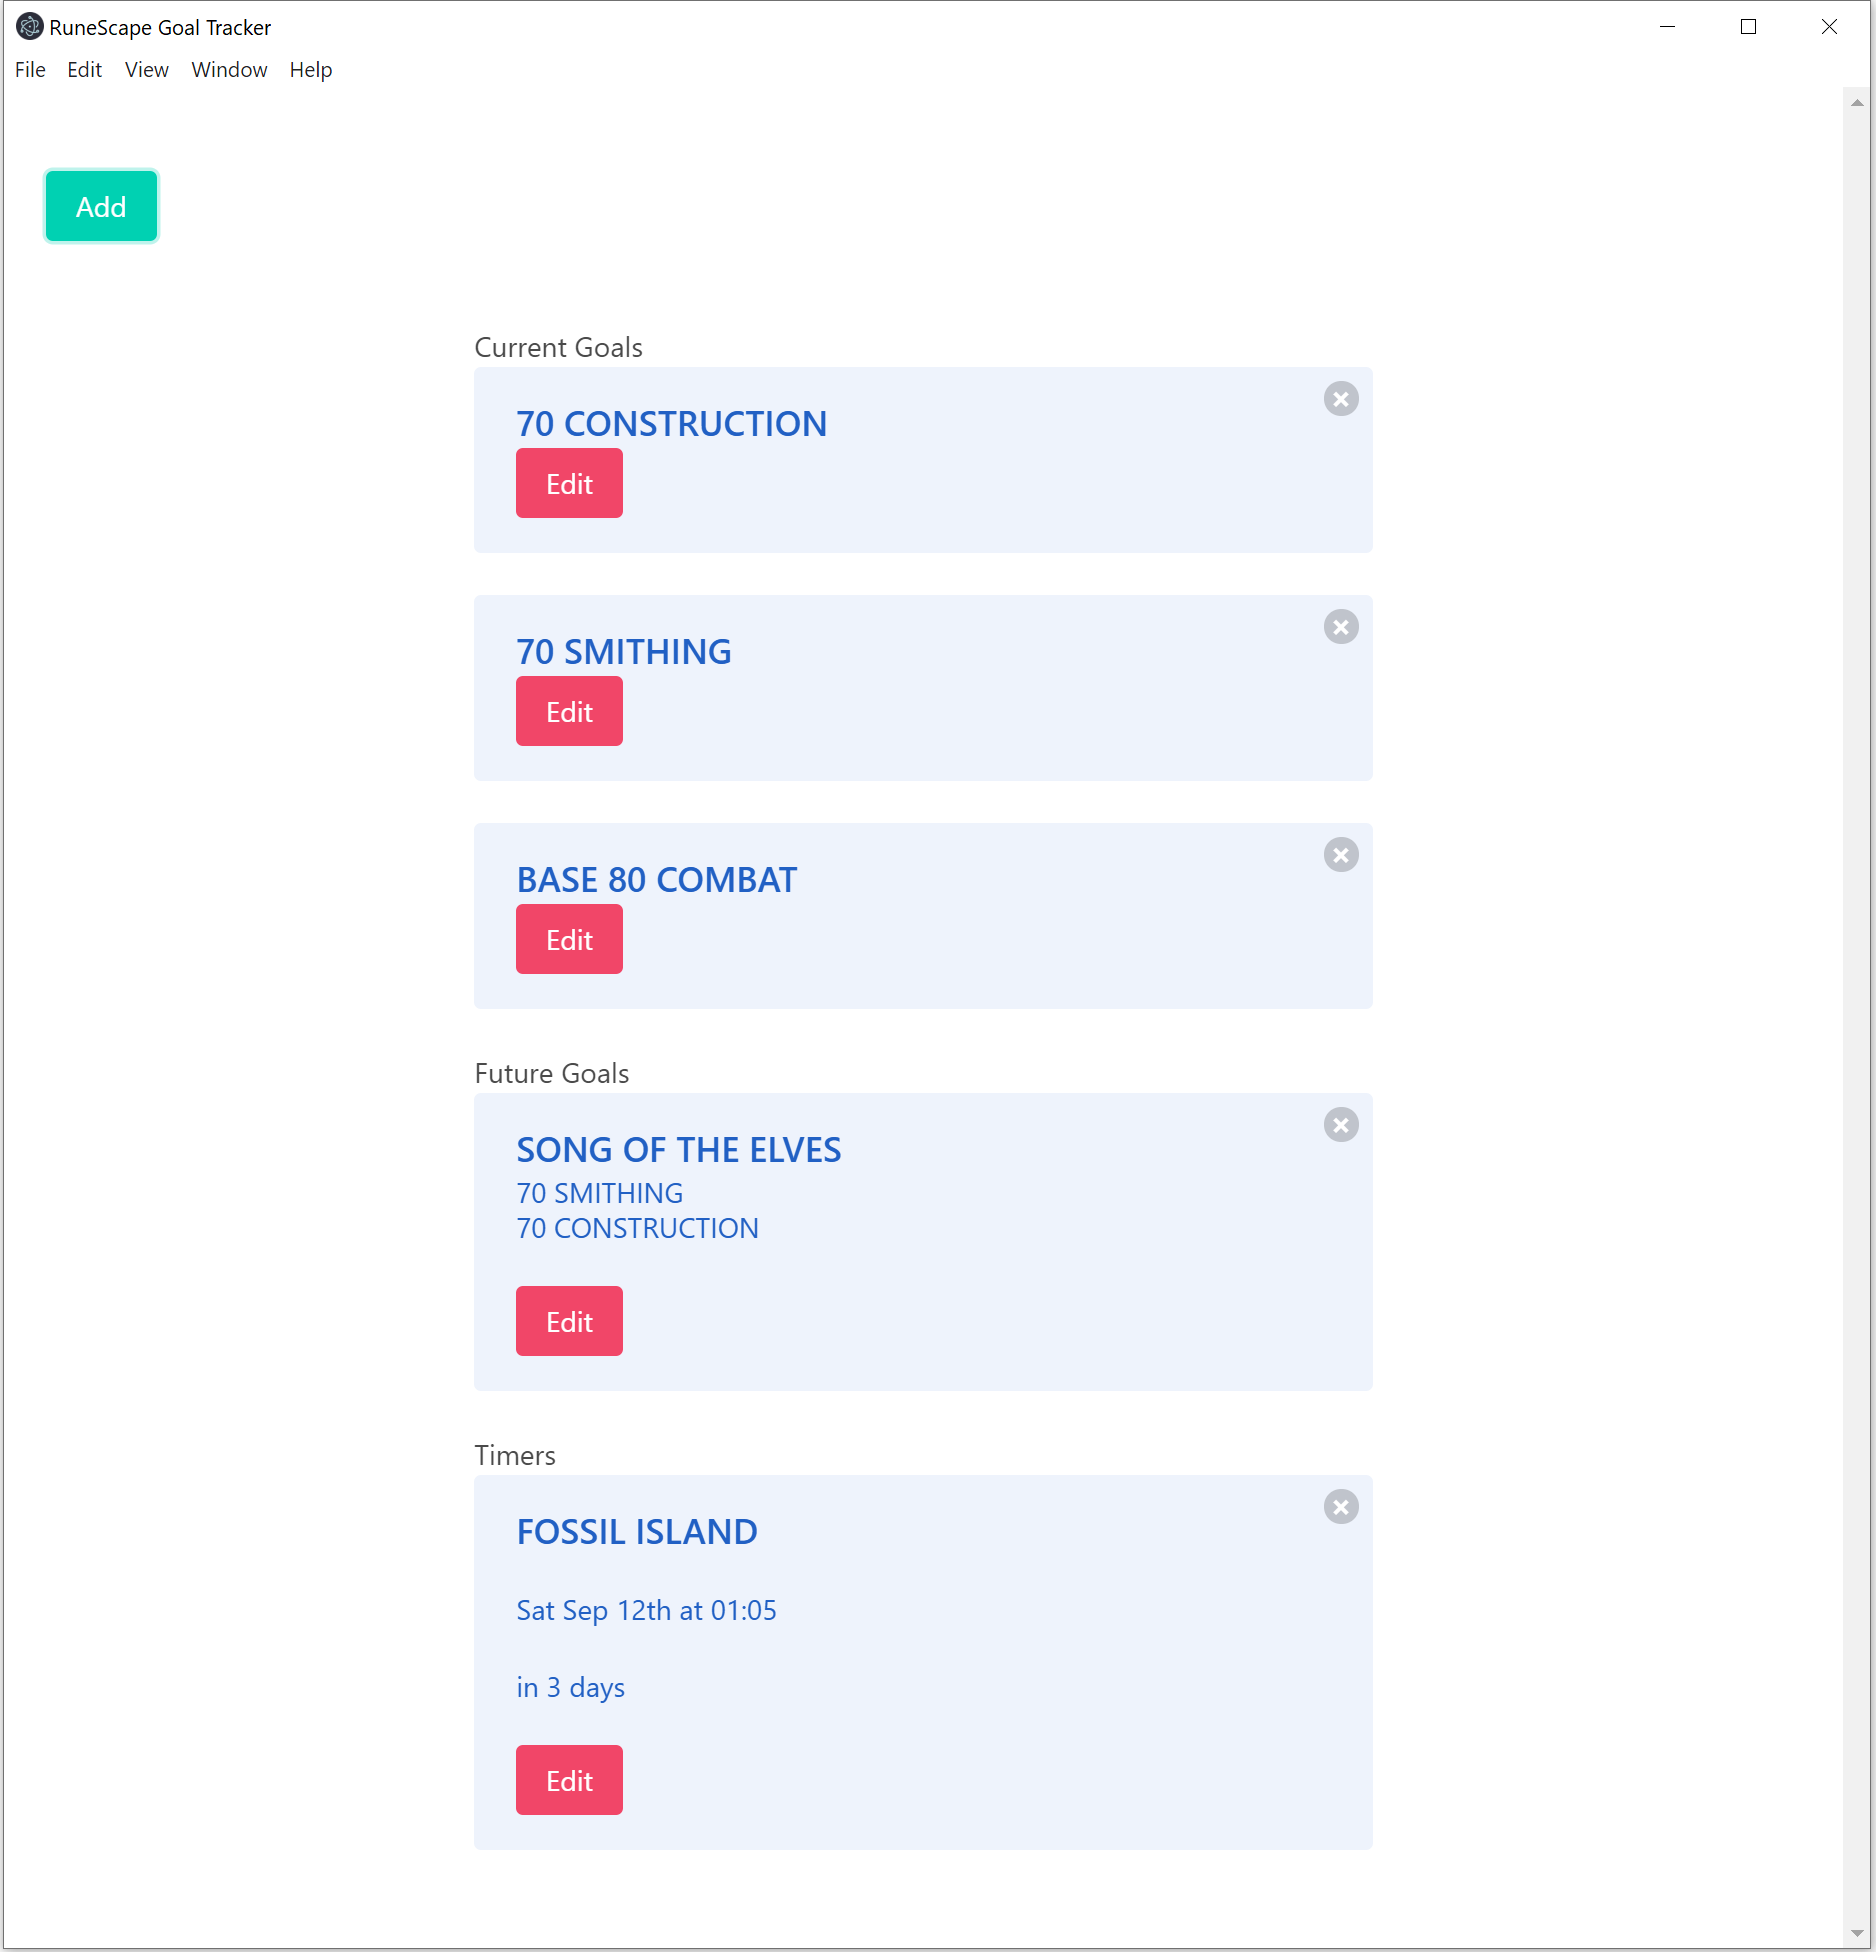 RuneScape Goal Tracker
File Edit View Window Help
Add
Current Goals
70 CONSTRUCTION
Edit
70 SMITHING
Edit
BASE 80 COMBAT
Edit
Future Goals
SONG OF THE ELVES
70 SMITHING
70 CONSTRUCTION
Edit
Timers
FOSSIL ISLAND
Sat Sep 12th at 01:05
in 3 days
Edit